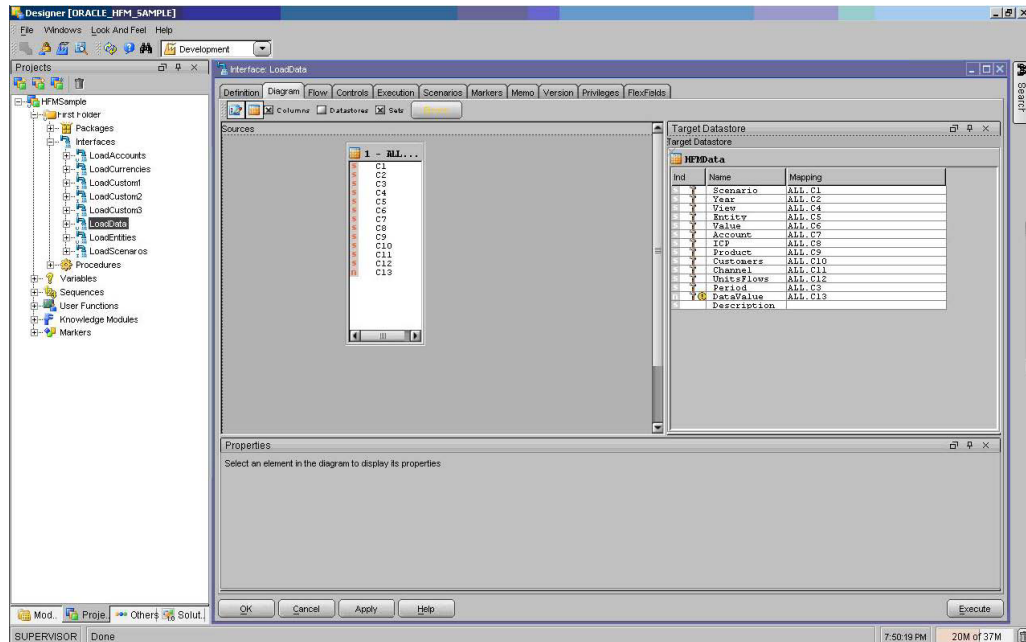 Designer [ORACLE_HFM_SAMPLE]
File Windows Look And Feel Help
Development
Projects
HFMSample
First Folder
Packages
Interfaces
LoadAccounts
LoadCurrencies
LoadCustom1
LoadCustom2
LoadCustom3
LoadData
LoadEntities
LoadScenarios
Procedures
Variables
Sequences
User Functions
Knowledge Modules
Markers
Mod.. Proje. Others Solut.
Interface: LoadData
Definition Diagram Flow Controls Execution Scenarios Markers Memo Version Privileges FlexFields
Columns Datastores Sets
Sources
1 - ALL....
C1
C2
C3
C4
C5
C6
C7
C8
C9
C10
C11
C12
C13
Target Datastore
Target Datastore
HFMData
Ind Name Mapping
Scenario ALL.C1
Year ALL.C2
View ALL.C4
Entity ALL.C5
Value ALL.C6
Account ALL.C7
ICP ALL.C8
Product ALL.C9
Customers ALL.C10
Channel ALL.C11
UnitsFlows ALL.C12
Period ALL.C3
DataValue ALL.C13
Description
Properties
Select an element in the diagram to display its properties
OK Cancel Apply Help Execute
Search
SUPERVISOR Done 7:50:19 PM 20M of 37M